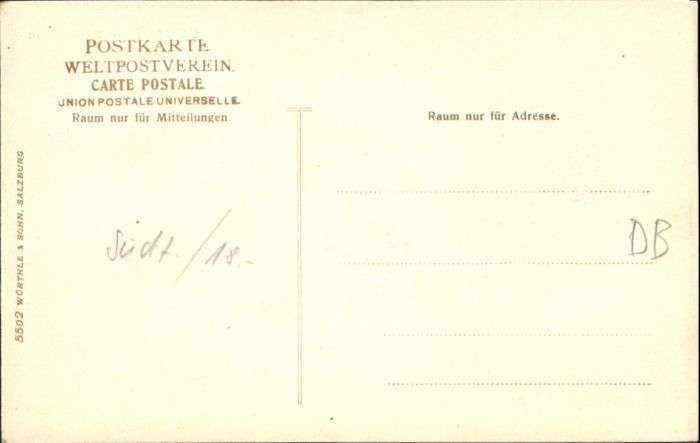 POSTKARTE
WELTPOSTVEREIN.
CARTE POSTALE.
UNION POSTALE UNIVERSELLE.
Raum nur für Mitteilungen.
Raum nur für Adresse.
5502 WÜRTHLE & SOHN, SALZBURG
/18.-
DB